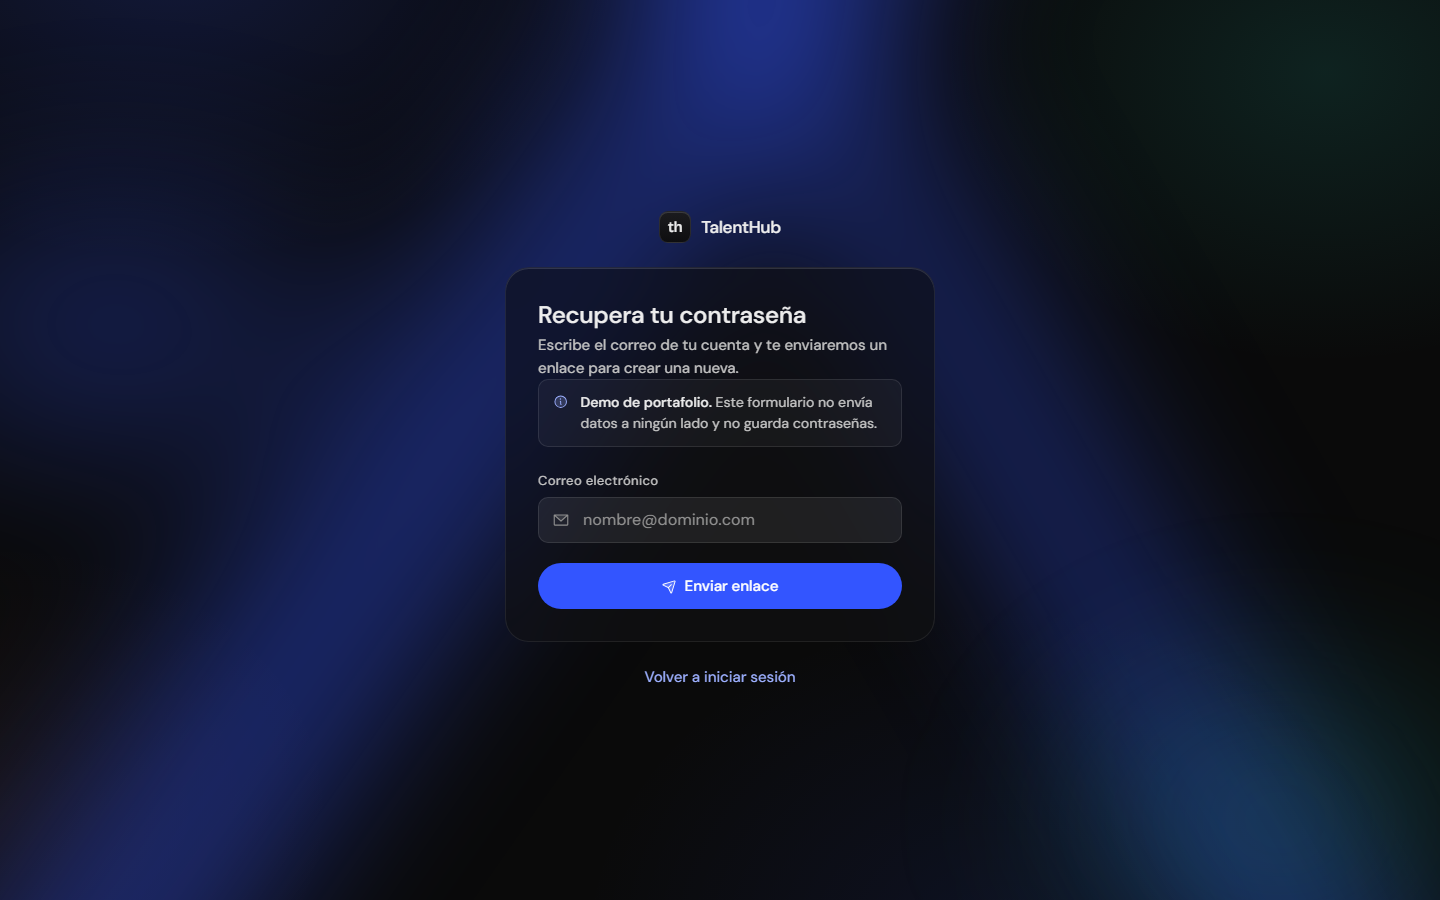 th TalentHub
Recupera tu contraseña
Escribe el correo de tu cuenta y te enviaremos un
enlace para crear una nueva.
Demo de portafolio. Este formulario no envía
datos a ningún lado y no guarda contraseñas.
Correo electrónico
nombre@dominio.com
Enviar enlace
Volver a iniciar sesión